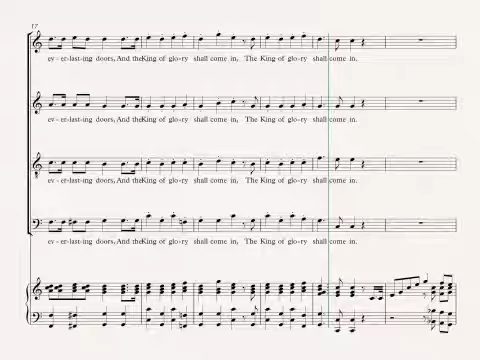 17
ev-er-last-ing doors, And the King of glo-ry shall come in, The King of glo-ry shall come in.
ev-er-last-ing doors, And the King of glo-ry shall come in, The King of glo-ry shall come in.
ev-er-last-ing doors, And the King of glo-ry shall come in, The King of glo-ry shall come in.
ev-er-last-ing doors, And the King of glo-ry shall come in, The King of glo-ry shall come in.